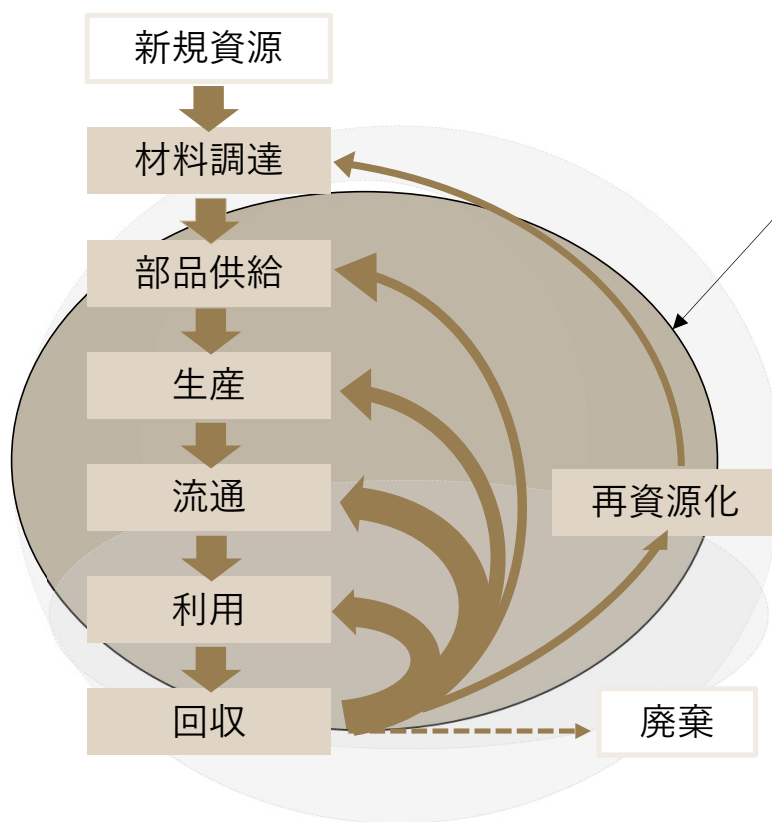 新規資源
材料調達
部品供給
生産
流通
再資源化
利用
回収
廃棄